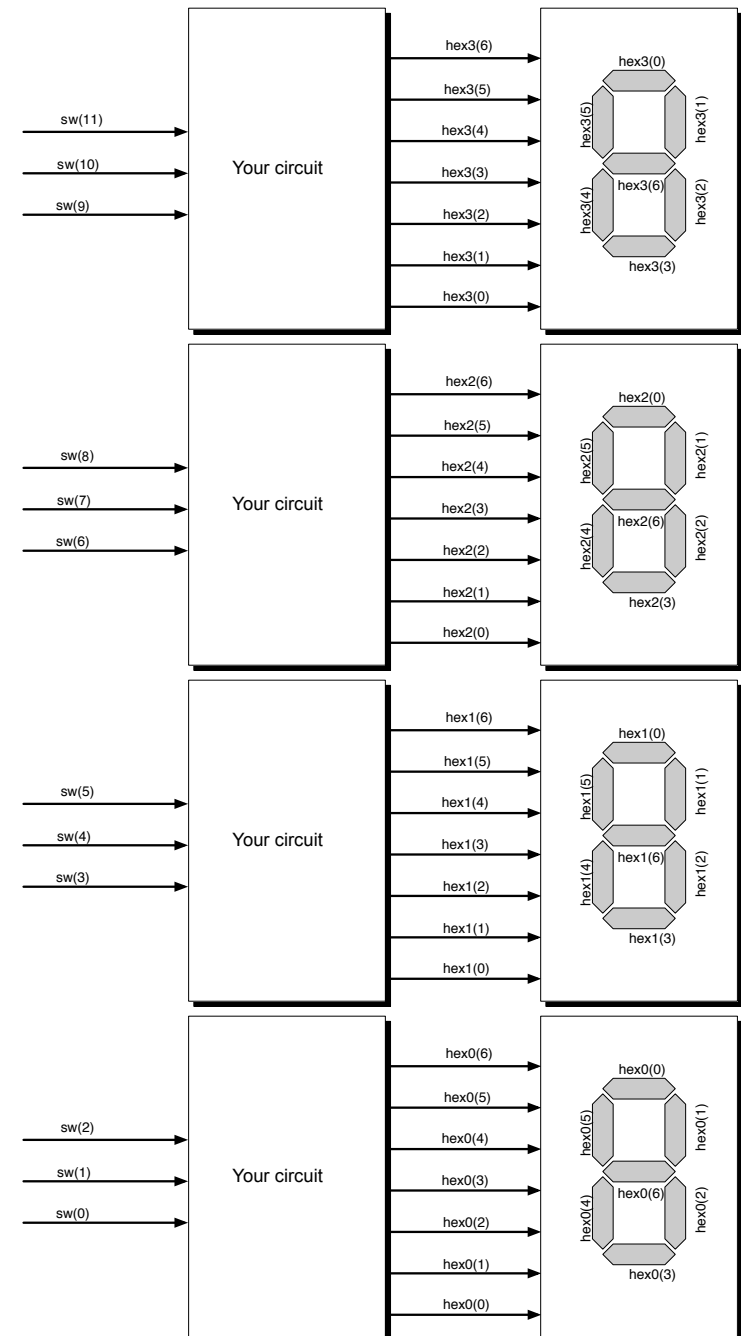 hex3(6)
hex3(0)
hex3(5)
hex3(5)
hex3(1)
sw(11)
hex3(4)
sw(10)
Your circuit
hex3(3)
hex3(6)
hex3(4)
hex3(2)
sw(9)
hex3(2)
hex3(1)
hex3(3)
hex3(0)
hex2(6)
hex2(0)
hex2(5)
hex2(5)
hex2(1)
sw(8)
hex2(4)
sw(7)
Your circuit
hex2(3)
hex2(6)
hex2(4)
hex2(2)
sw(6)
hex2(2)
hex2(1)
hex2(3)
hex2(0)
hex1(6)
hex1(0)
hex1(5)
hex1(5)
hex1(1)
sw(5)
hex1(4)
sw(4)
Your circuit
hex1(3)
hex1(6)
hex1(4)
hex1(2)
sw(3)
hex1(2)
hex1(1)
hex1(3)
hex1(0)
hex0(6)
hex0(0)
hex0(5)
hex0(5)
hex0(1)
sw(2)
hex0(4)
sw(1)
Your circuit
hex0(3)
hex0(6)
hex0(4)
hex0(2)
sw(0)
hex0(2)
hex0(1)
hex0(3)
hex0(0)